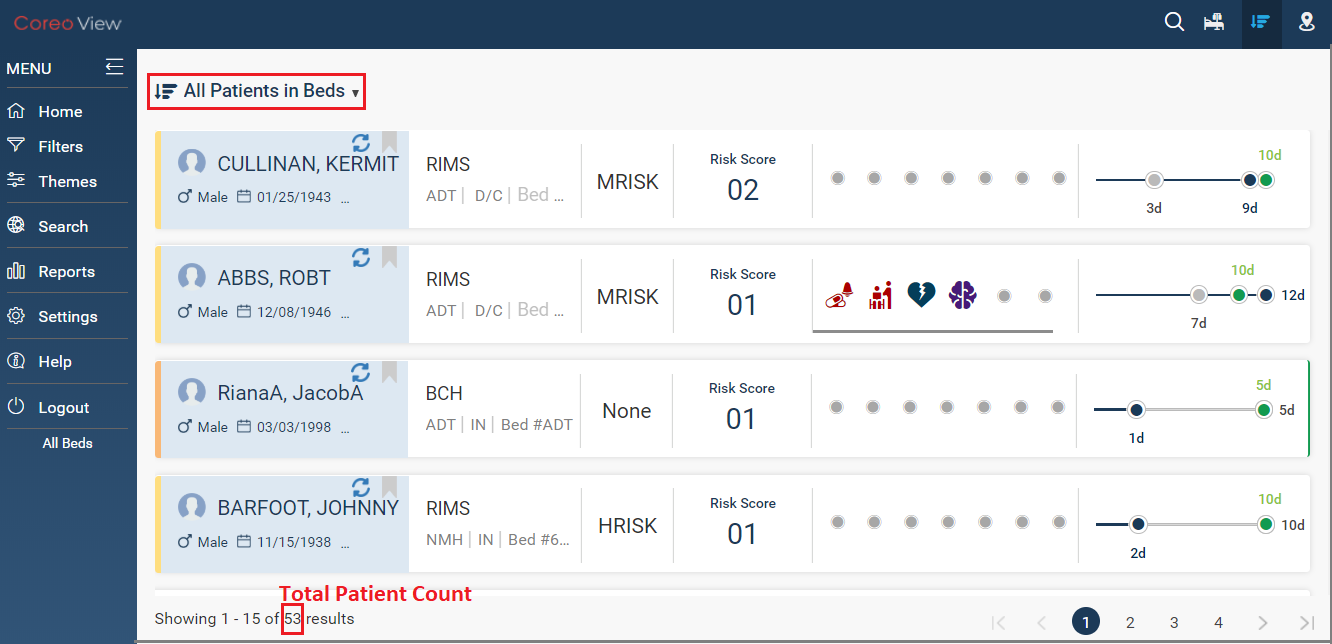 Coreo View
MENU
Home
Filters
Themes
Search
Reports
Settings
Help
Logout
All Beds
All Patients in Beds ▾
CULLINAN, KERMIT
Male 01/25/1943 ...
RIMS
ADT | D/C | Bed ...
MRISK
Risk Score
02
10d
3d 9d
ABBS, ROBT
Male 12/08/1946 ...
RIMS
ADT | D/C | Bed ...
MRISK
Risk Score
01
10d
12d
7d
RianaA, JacobA
Male 03/03/1998 ...
BCH
ADT | IN | Bed #ADT
None
Risk Score
01
5d
5d
1d
BARFOOT, JOHNNY
Male 11/15/1938 ...
RIMS
NMH | IN | Bed #6...
HRISK
Risk Score
01
10d
10d
2d
Total Patient Count
Showing 1 - 15 of 53 results
1 2 3 4